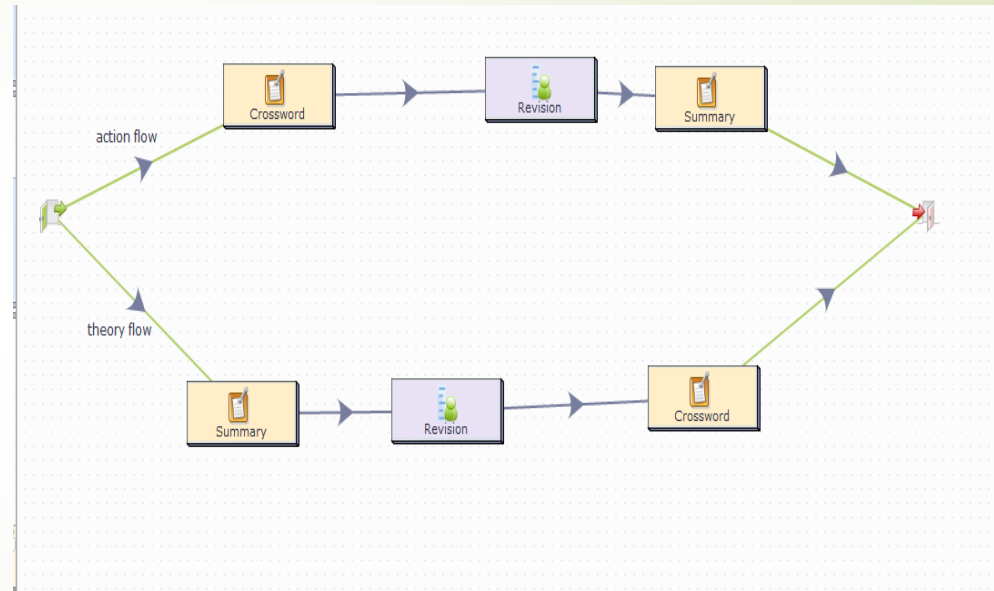 Crossword
Revision
Summary
action flow
theory flow
Summary
Revision
Crossword